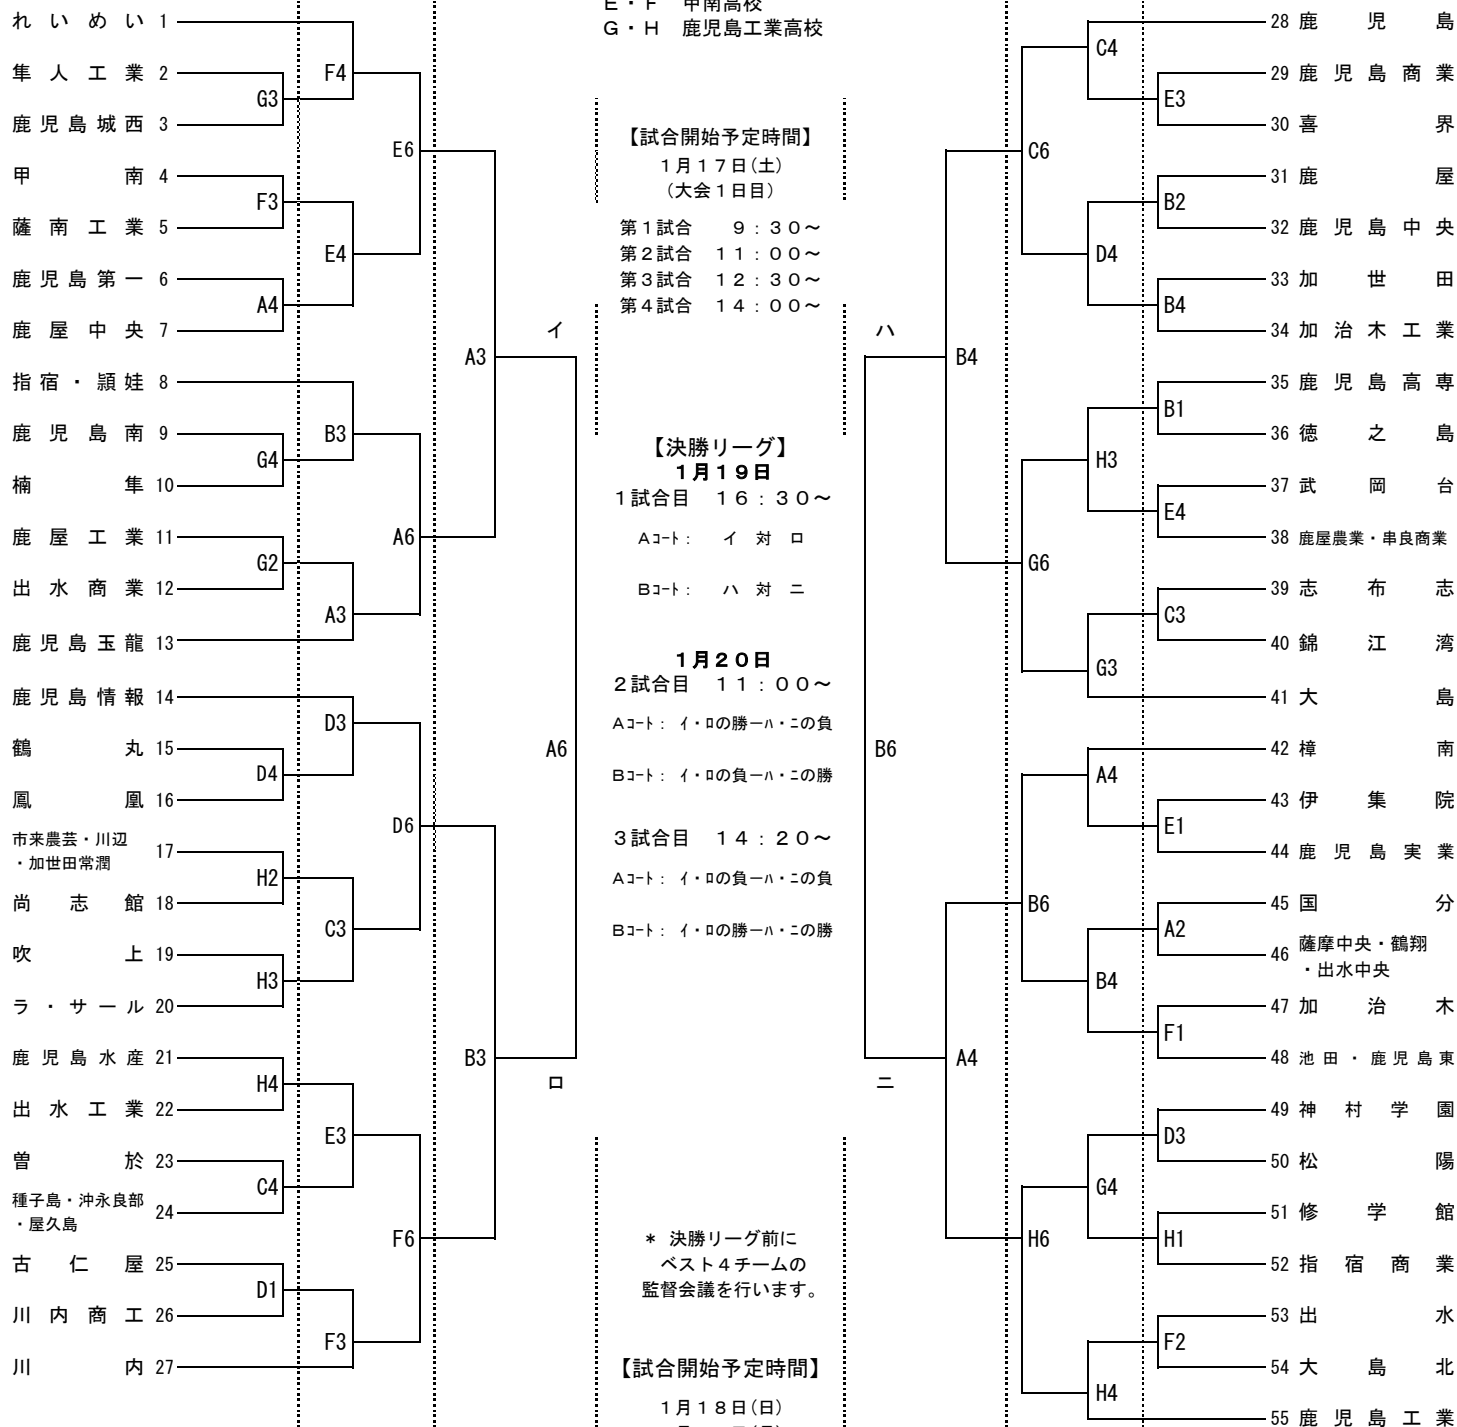 れいめい 1
隼人工業 2
鹿児島城西 3
甲南 4
薩南工業 5
鹿児島第一 6
鹿屋中央 7
指宿・頴娃 8
鹿児島南 9
楠隼 10
鹿屋工業 11
出水商業 12
鹿児島玉龍 13
鹿児島情報 14
鶴丸 15
鳳凰 16
市来農芸・川辺
・加世田常潤 17
尚志館 18
吹上 19
ラ・サール 20
鹿児島水産 21
出水工業 22
曽於 23
種子島・沖永良部
・屋久島 24
古仁屋 25
川内商工 26
川内 27
G3
F3
A4
G4
G2
D4
H2
H3
H4
C4
D1
F4
E4
B3
A3
D3
C3
E3
F3
E6
A6
D6
F6
A3
B3
イ
A6
ロ
G・H 鹿児島工業高校
【試合開始予定時間】
1月17日(土)
(大会1日目)
第1試合 9:30～
第2試合 11:00～
第3試合 12:30～
第4試合 14:00～
【決勝リーグ】
1月19日
1試合目 16:30～
Aコート: イ 対 ロ
Bコート: ハ 対 ニ
1月20日
2試合目 11:00～
Aコート: イ・ロの勝ーハ・ニの負
Bコート: イ・ロの負ーハ・ニの勝
3試合目 14:20～
Aコート: イ・ロの負ーハ・ニの負
Bコート: イ・ロの勝ーハ・ニの勝
* 決勝リーグ前に
ベスト4チームの
監督会議を行います。
【試合開始予定時間】
1月18日(日)
ハ
B6
ニ
B4
A4
C6
G6
B6
H6
C4
D4
H3
G3
A4
B4
G4
H4
E3
B2
B4
B1
E4
C3
E1
A2
F1
D3
H1
F2
28 鹿児島
29 鹿児島商業
30 喜界
31 鹿屋
32 鹿児島中央
33 加世田
34 加治木工業
35 鹿児島高専
36 徳之島
37 武岡台
38 鹿屋農業・串良商業
39 志布志
40 錦江湾
41 大島
42 樟南
43 伊集院
44 鹿児島実業
45 国分
46 薩摩中央・鶴翔
・出水中央
47 加治木
48 池田・鹿児島東
49 神村学園
50 松陽
51 修学館
52 指宿商業
53 出水
54 大島北
55 鹿児島工業